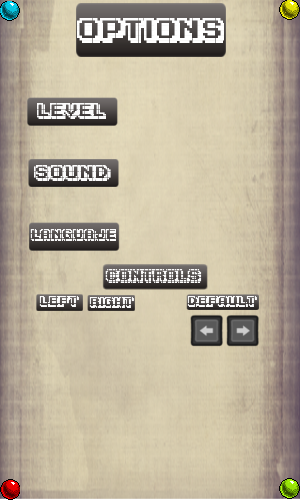 OPTIONS
LEVEL
SOUND
LANGUAJE
CONTROLS
LEFT RIGHT DEFAULT